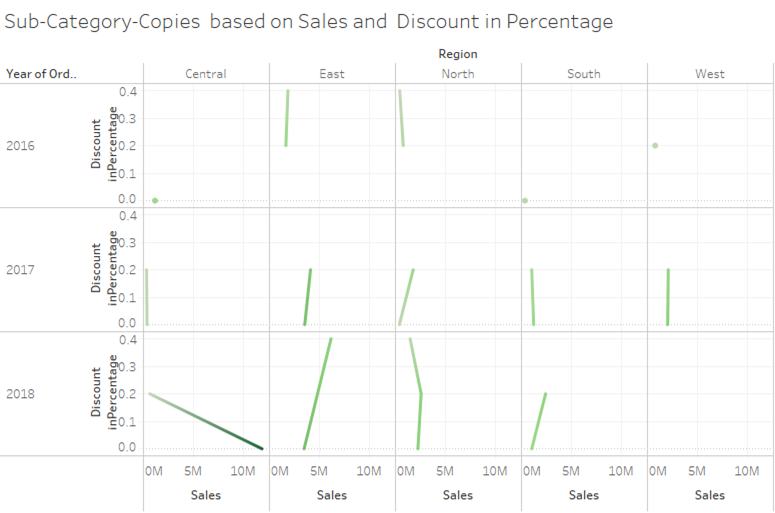 Sub-Category-Copies based on Sales and Discount in Percentage
Region
Year of Ord.. Central East North South West
2016
Discount
inPercentage
0.4
0.3
0.2
0.1
0.0
2017
Discount
inPercentage
0.4
0.3
0.2
0.1
0.0
2018
Discount
inPercentage
0.4
0.3
0.2
0.1
0.0
0M 5M 10M 0M 5M 10M 0M 5M 10M 0M 5M 10M 0M 5M 10M
Sales Sales Sales Sales Sales